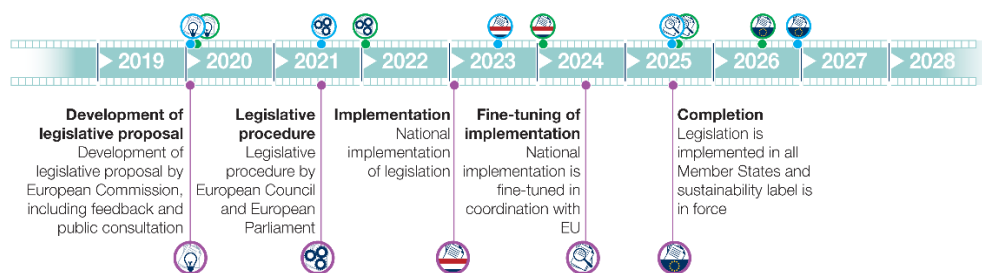 2019 2020 2021 2022 2023 2024 2025 2026 2027 2028
Development of
legislative proposal
Development of
legislative proposal by
European Commission,
including feedback and
public consultation
Legislative
procedure
Legislative
procedure by
European Council
and European
Parliament
Implementation
National
implementation
of legislation
Fine-tuning of
implementation
National
implementation is
fine-tuned in
coordination with
EU
Completion
Legislation is
implemented in all
Member States and
sustainability label is
in force